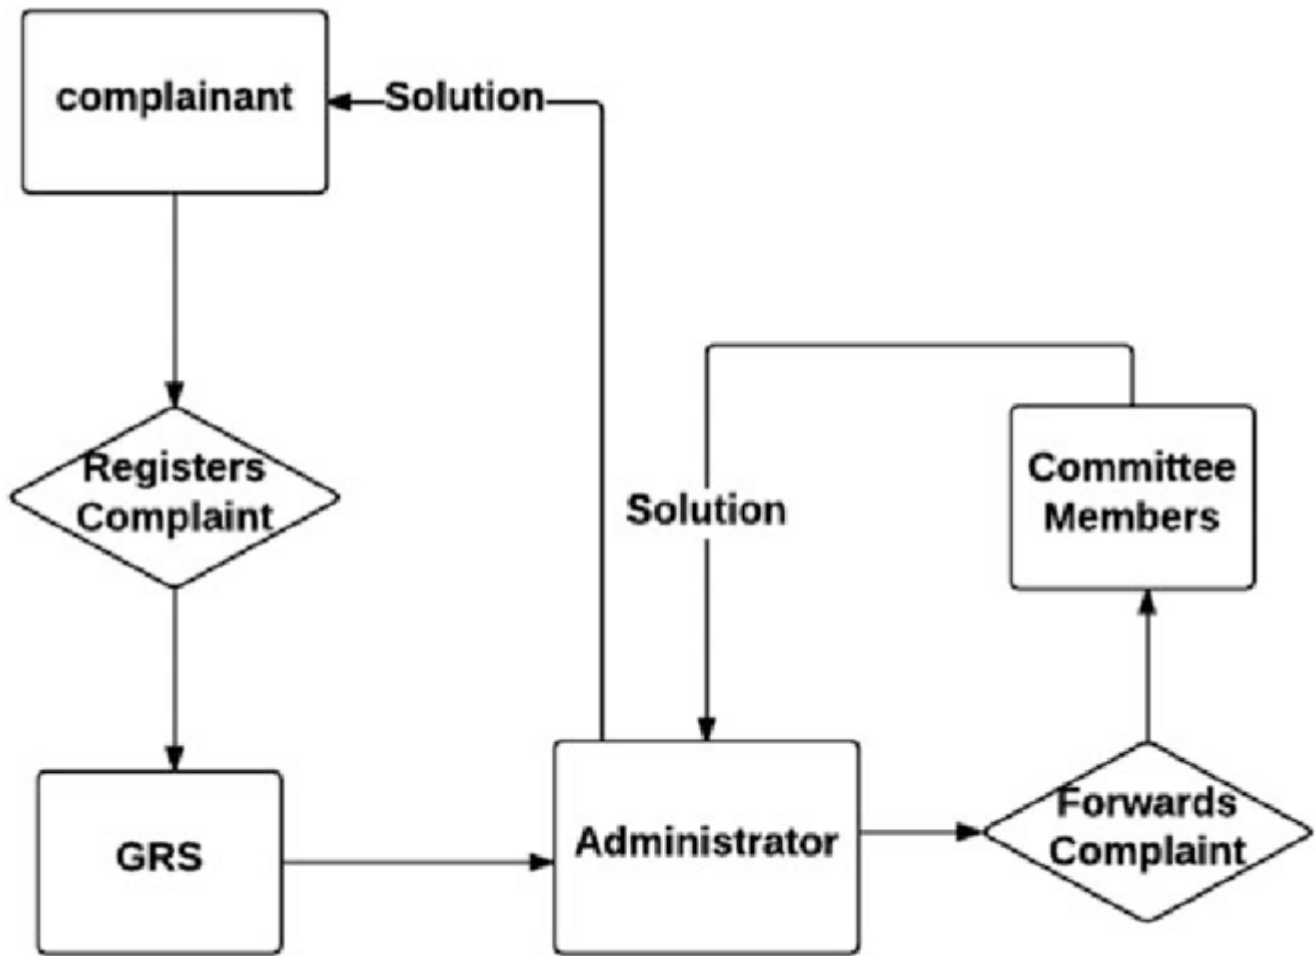 complainant
Solution
Registers
Complaint
Solution
Committee
Members
GRS
Administrator
Forwards
Complaint